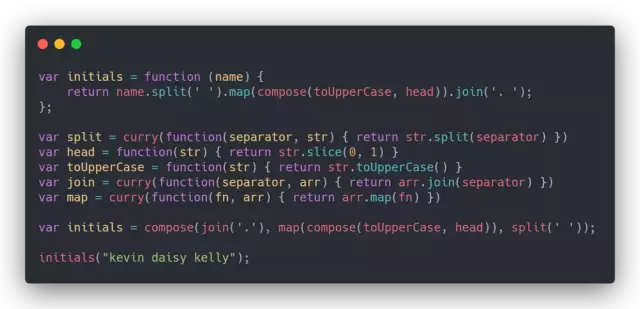 var initials = function (name) {
    return name.split(' ').map(compose(toUpperCase, head)).join('. ');
};
var split = curry(function(separator, str) { return str.split(separator) })
var head = function(str) { return str.slice(0, 1) }
var toUpperCase = function(str) { return str.toUpperCase() }
var join = curry(function(separator, arr) { return arr.join(separator) })
var map = curry(function(fn, arr) { return arr.map(fn) })
var initials = compose(join('.'), map(compose(toUpperCase, head)), split(' '));
initials("kevin daisy kelly");